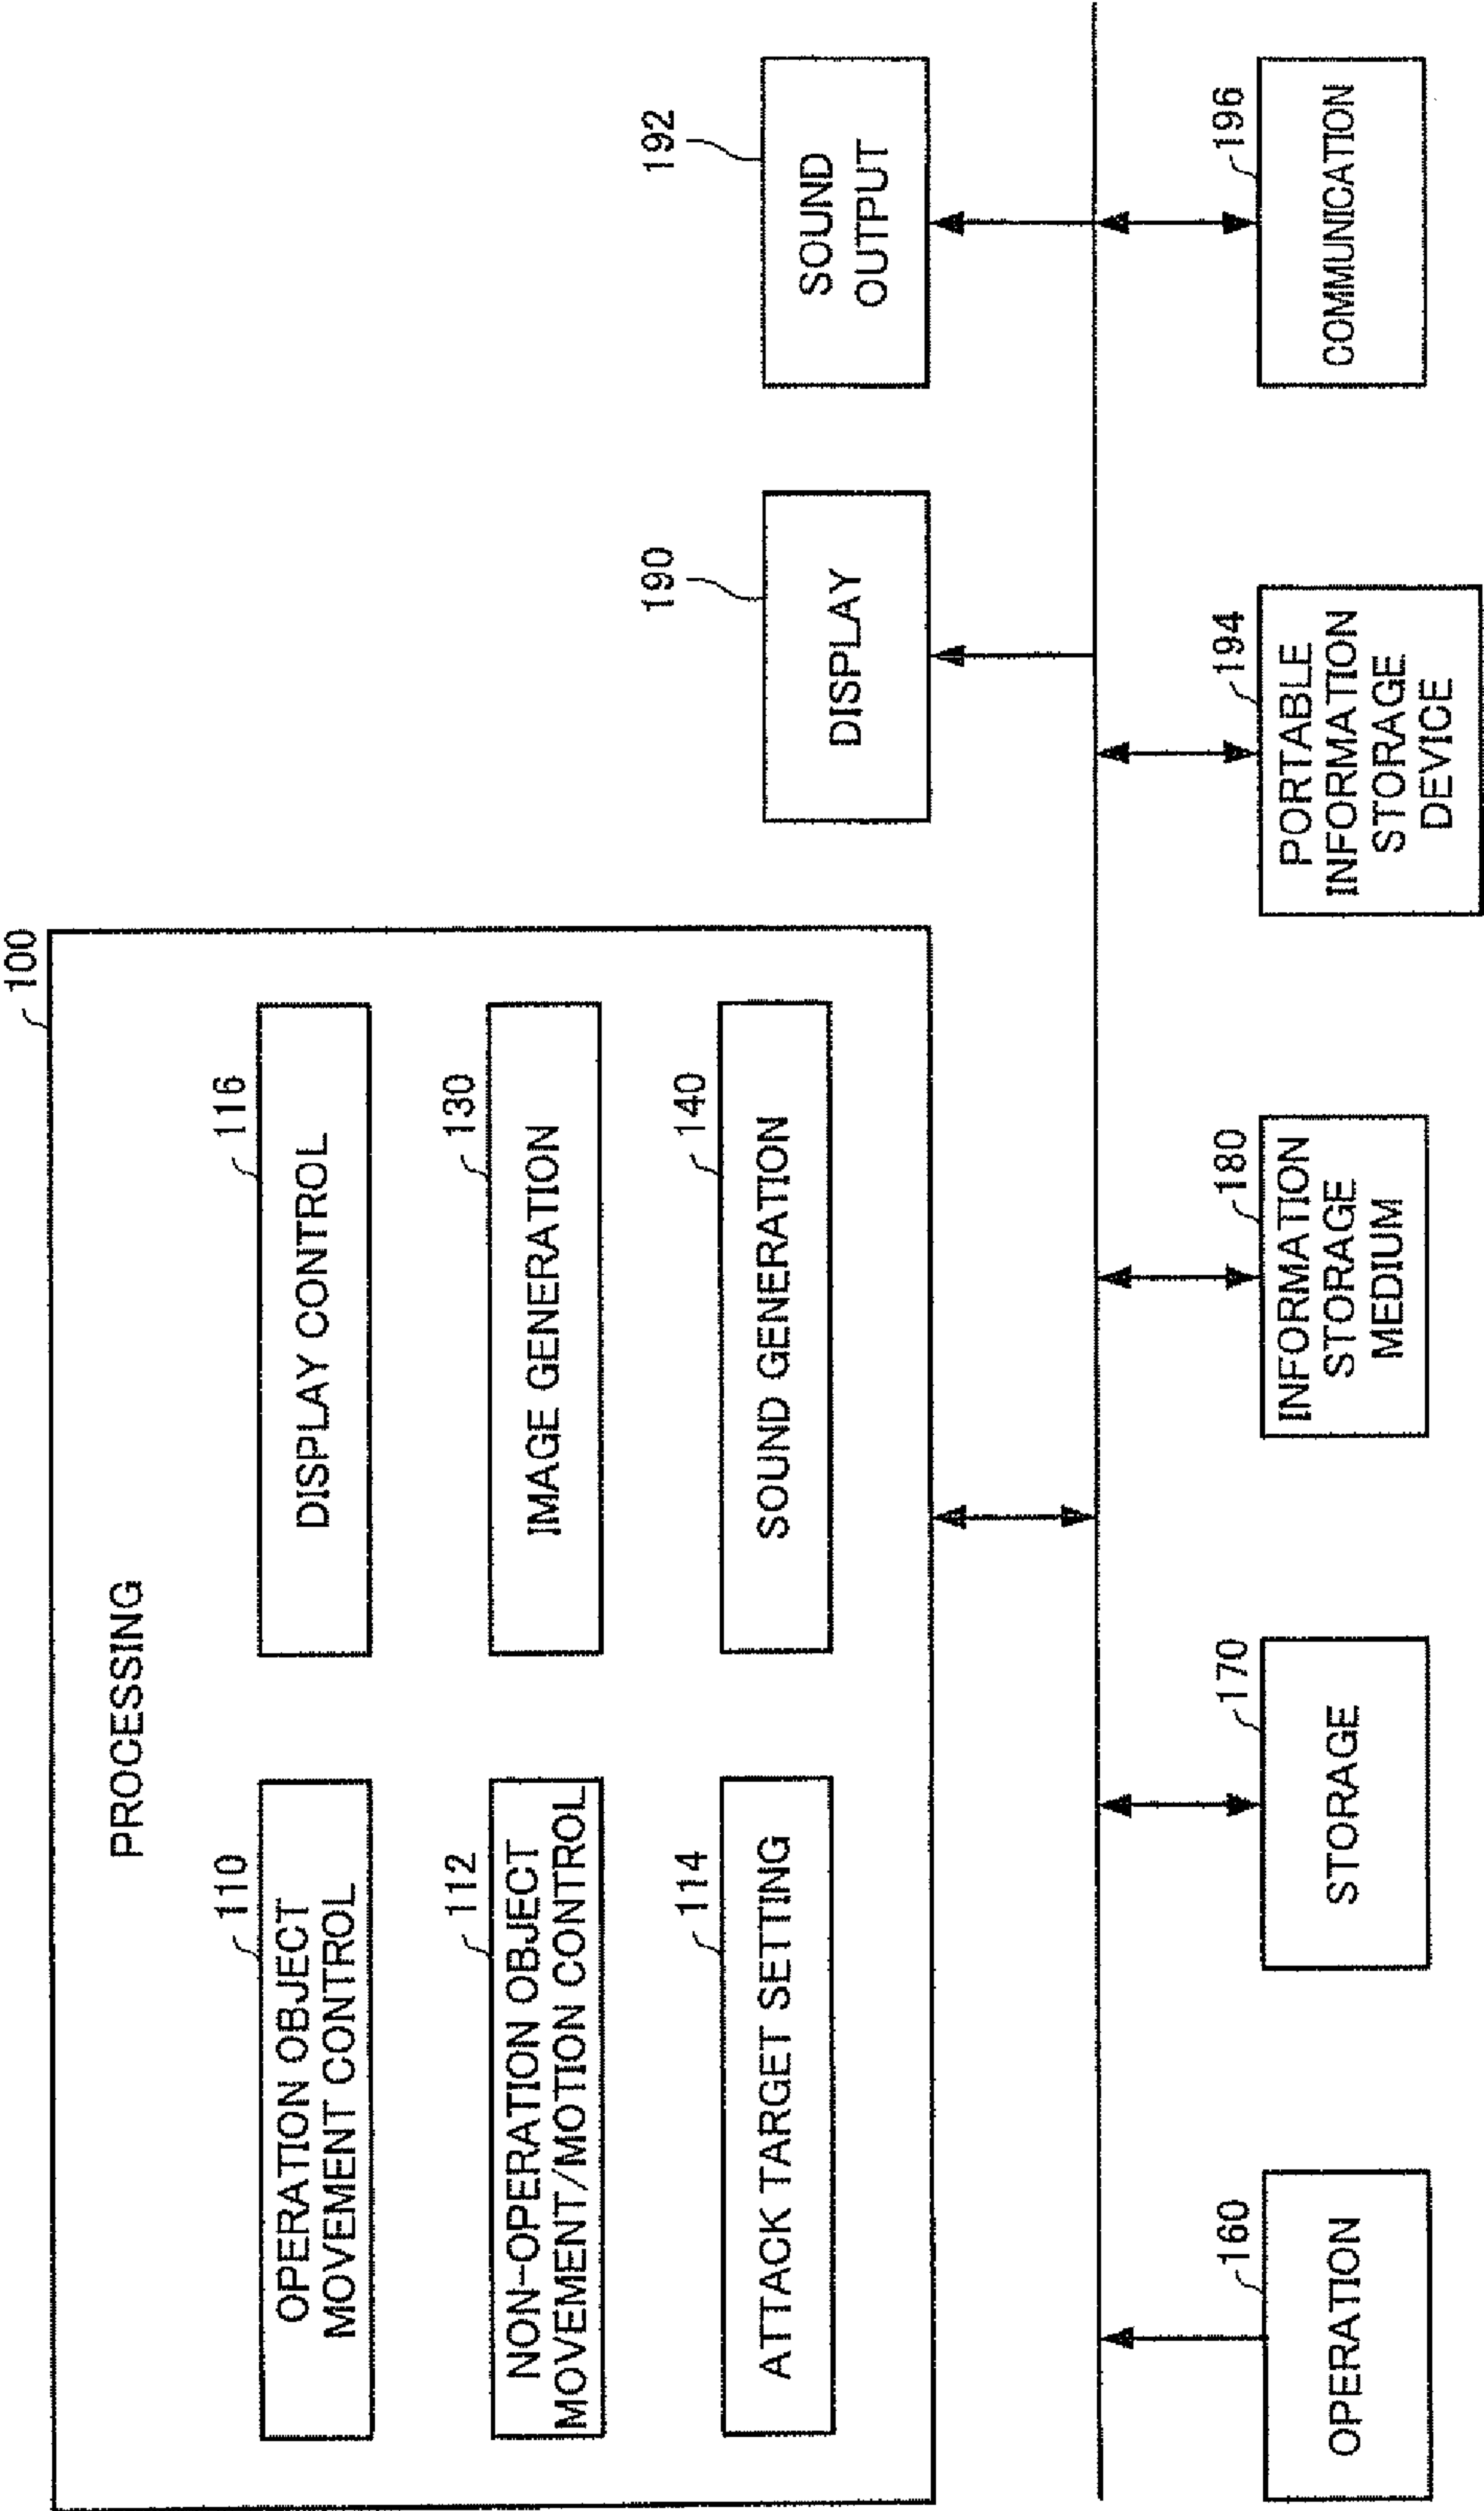 100
PROCESSING
110
OPERATION OBJECT
MOVEMENT CONTROL
116
DISPLAY CONTROL
112
NON-OPERATION OBJECT
MOVEMENT/MOTION CONTROL
130
IMAGE GENERATION
114
ATTACK TARGET SETTING
140
SOUND GENERATION
190
DISPLAY
192
SOUND
OUTPUT
160
OPERATION
170
STORAGE
180
INFORMATION
STORAGE
MEDIUM
194
PORTABLE
INFORMATION
STORAGE
DEVICE
196
COMMUNICATION